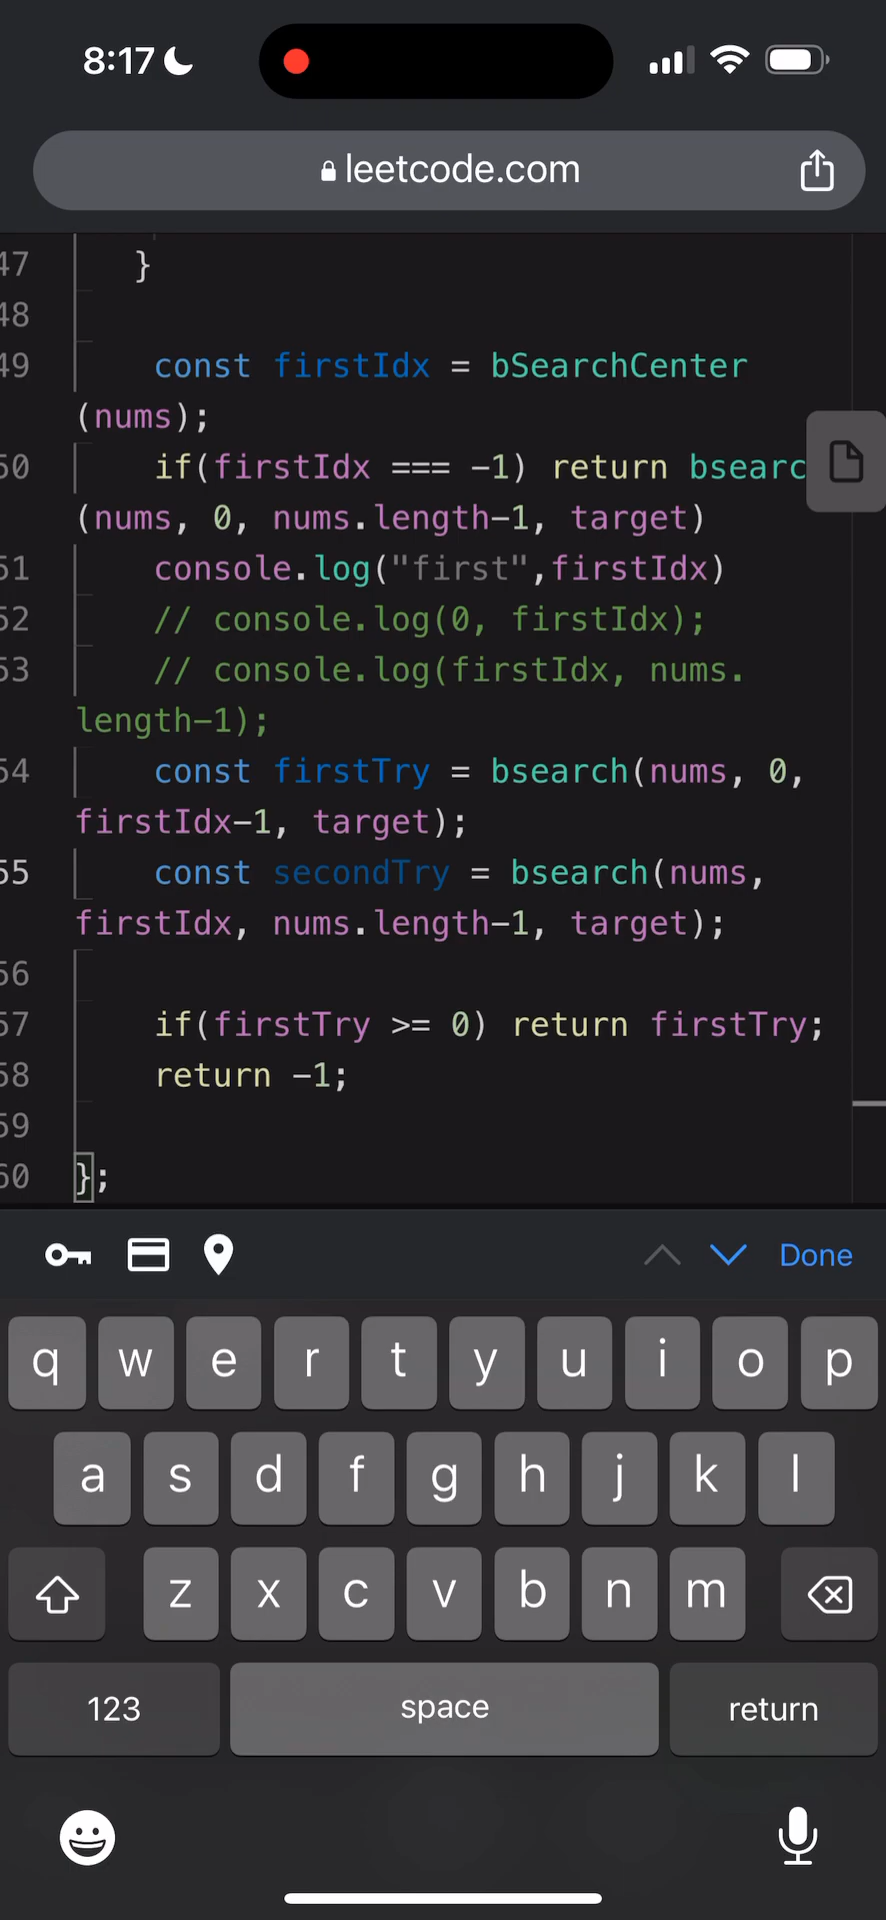 8:17
leetcode.com
47 }
48
49 const firstIdx = bSearchCenter
(nums);
50 if(firstIdx === -1) return bsearc
(nums, 0, nums.length-1, target)
51 console.log("first",firstIdx)
52 // console.log(0, firstIdx);
53 // console.log(firstIdx, nums.
length-1);
54 const firstTry = bsearch(nums, 0,
firstIdx-1, target);
55 const secondTry = bsearch(nums,
firstIdx, nums.length-1, target);
56
57 if(firstTry >= 0) return firstTry;
58 return -1;
59
60 };
Done
q w e r t y u i o p
a s d f g h j k l
z x c v b n m
123 space return